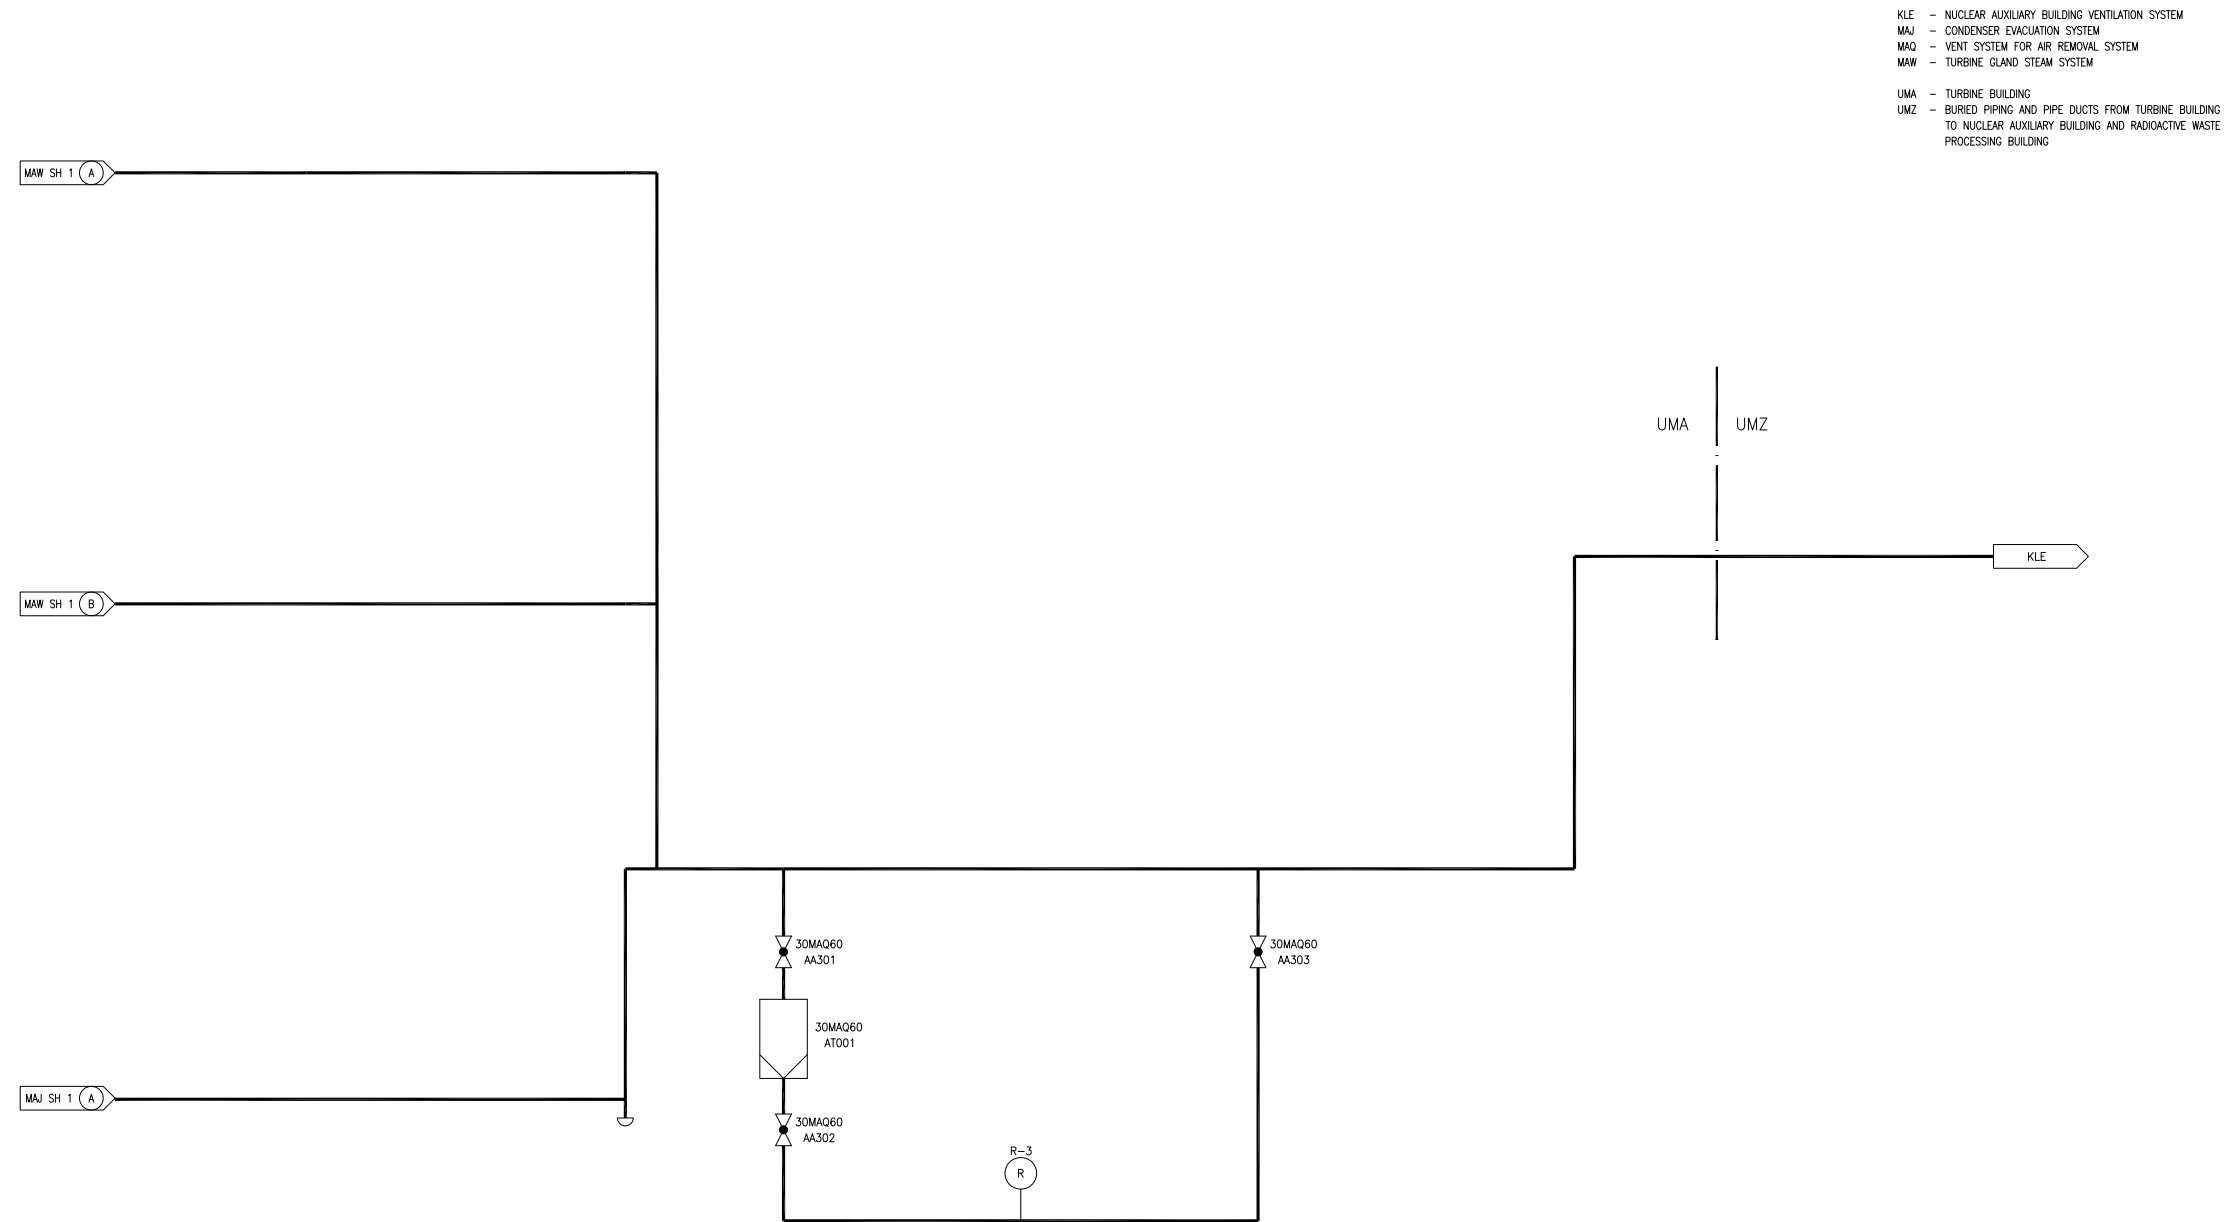 KLE – NUCLEAR AUXILIARY BUILDING VENTILATION SYSTEM
MAJ – CONDENSER EVACUATION SYSTEM
MAQ – VENT SYSTEM FOR AIR REMOVAL SYSTEM
MAW – TURBINE GLAND STEAM SYSTEM
UMA – TURBINE BUILDING
UMZ – BURIED PIPING AND PIPE DUCTS FROM TURBINE BUILDING
TO NUCLEAR AUXILIARY BUILDING AND RADIOACTIVE WASTE
PROCESSING BUILDING
MAW SH 1 A
UMA UMZ
KLE
MAW SH 1 B
30MAQ60
AA301
30MAQ60
AA303
30MAQ60
AT001
MAJ SH 1 A
30MAQ60
AA302
R-3
R